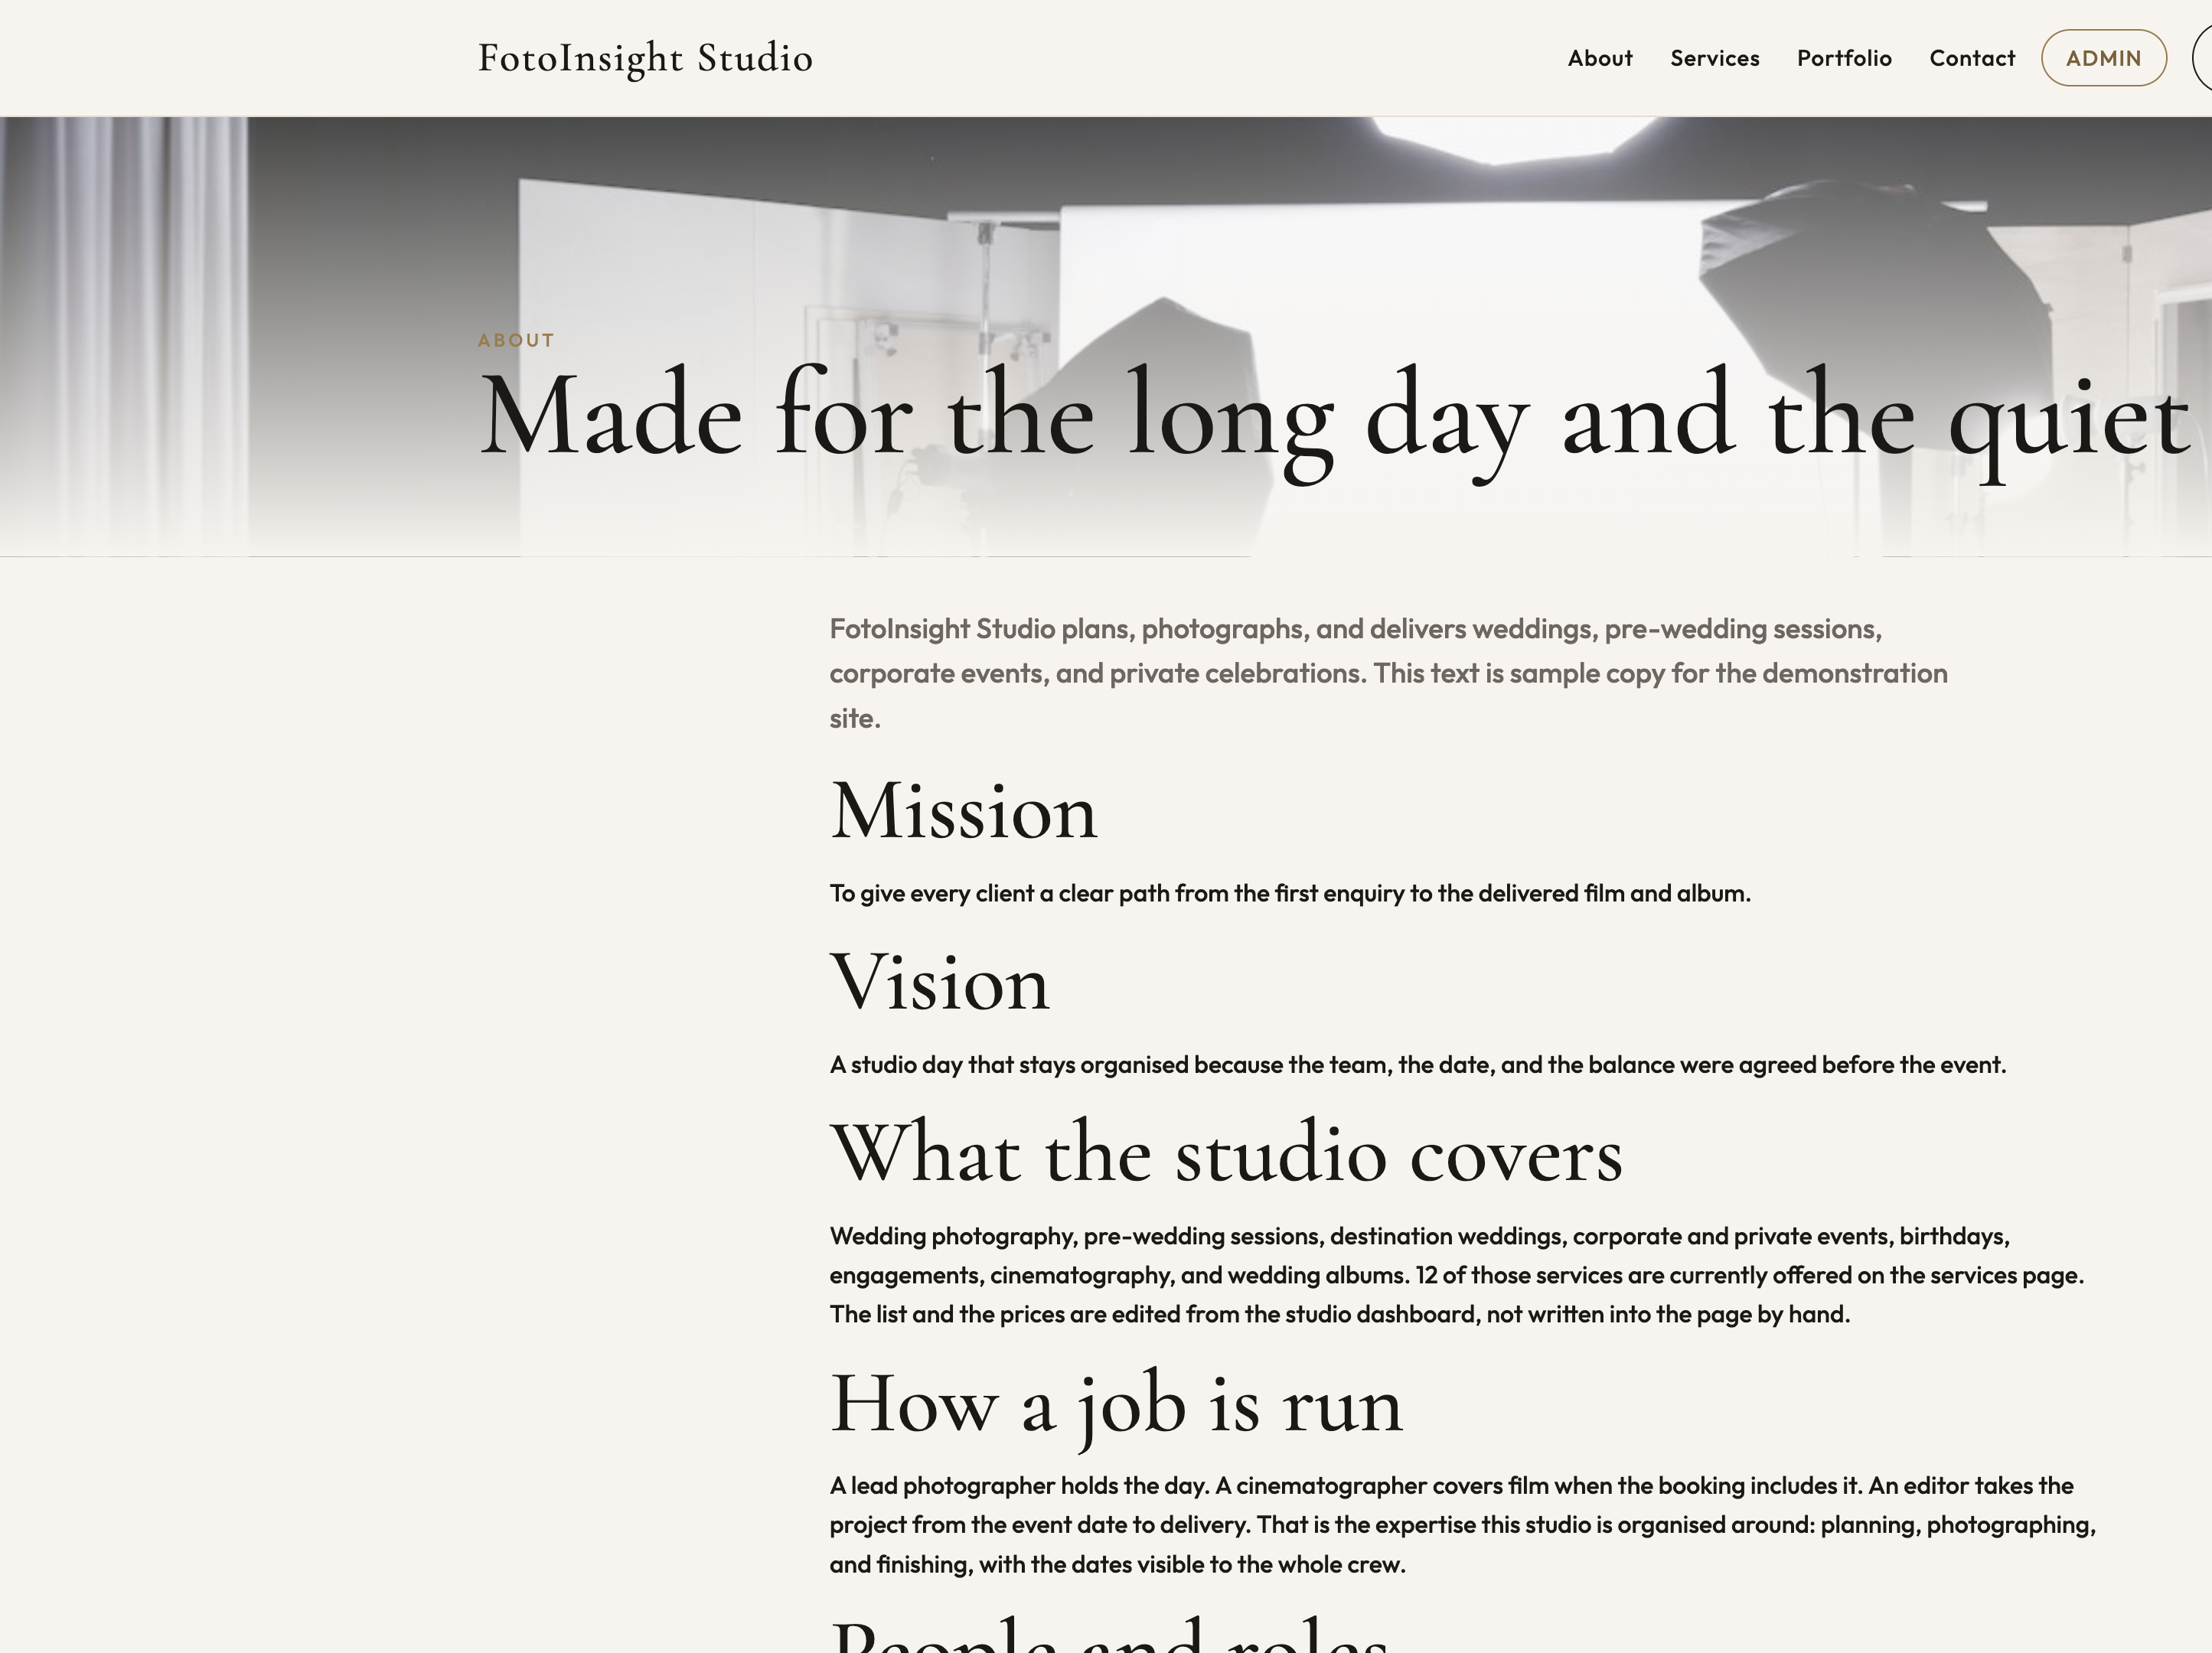 FotoInsight Studio
About Services Portfolio Contact ADMIN
ABOUT
Made for the long day and the quiet
FotoInsight Studio plans, photographs, and delivers weddings, pre-wedding sessions,
corporate events, and private celebrations. This text is sample copy for the demonstration
site.
Mission
To give every client a clear path from the first enquiry to the delivered film and album.
Vision
A studio day that stays organised because the team, the date, and the balance were agreed before the event.
What the studio covers
Wedding photography, pre-wedding sessions, destination weddings, corporate and private events, birthdays,
engagements, cinematography, and wedding albums. 12 of those services are currently offered on the services page.
The list and the prices are edited from the studio dashboard, not written into the page by hand.
How a job is run
A lead photographer holds the day. A cinematographer covers film when the booking includes it. An editor takes the
project from the event date to delivery. That is the expertise this studio is organised around: planning, photographing,
and finishing, with the dates visible to the whole crew.
People and roles